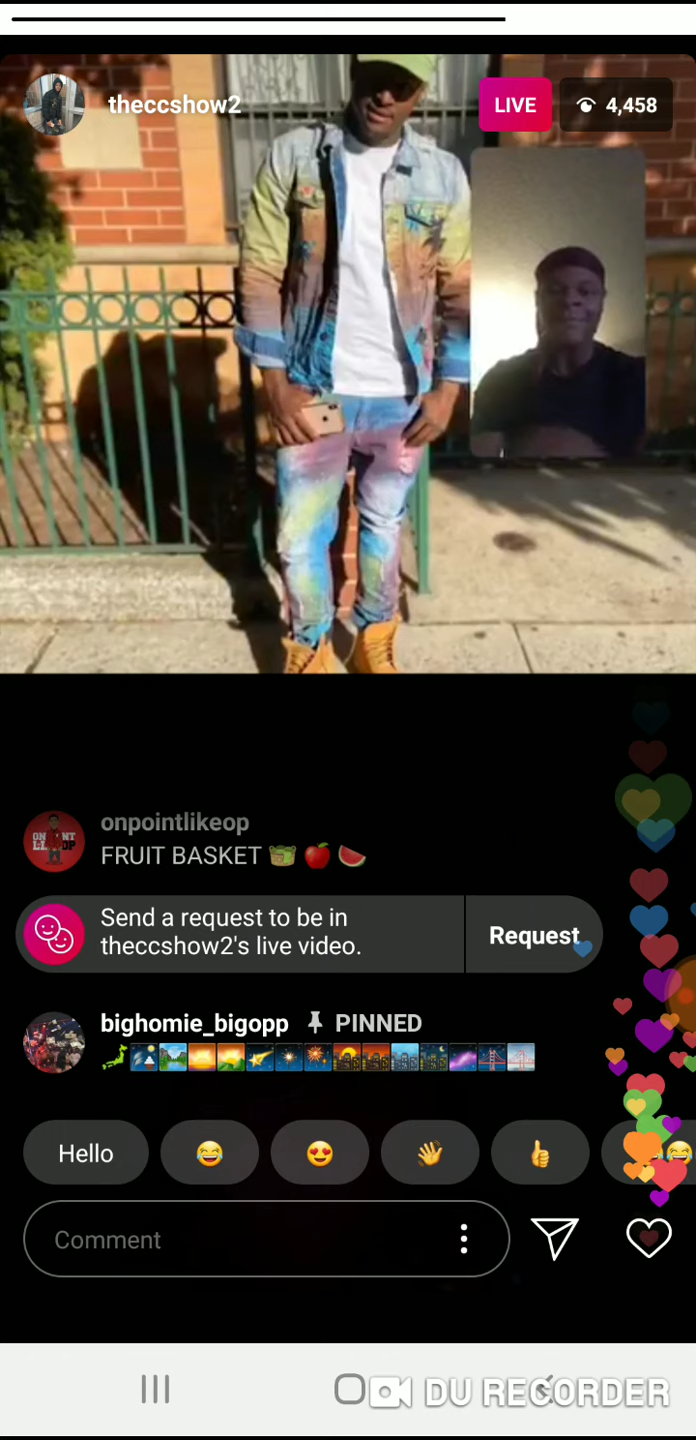 theccshow2
LIVE
4,458
onpointlikeop
FRUIT BASKET 🧺 🍎 🍉
Send a request to be in
theccshow2's live video.
Request
bighomie_bigopp PINNED
Hello
Comment
DU RECORDER